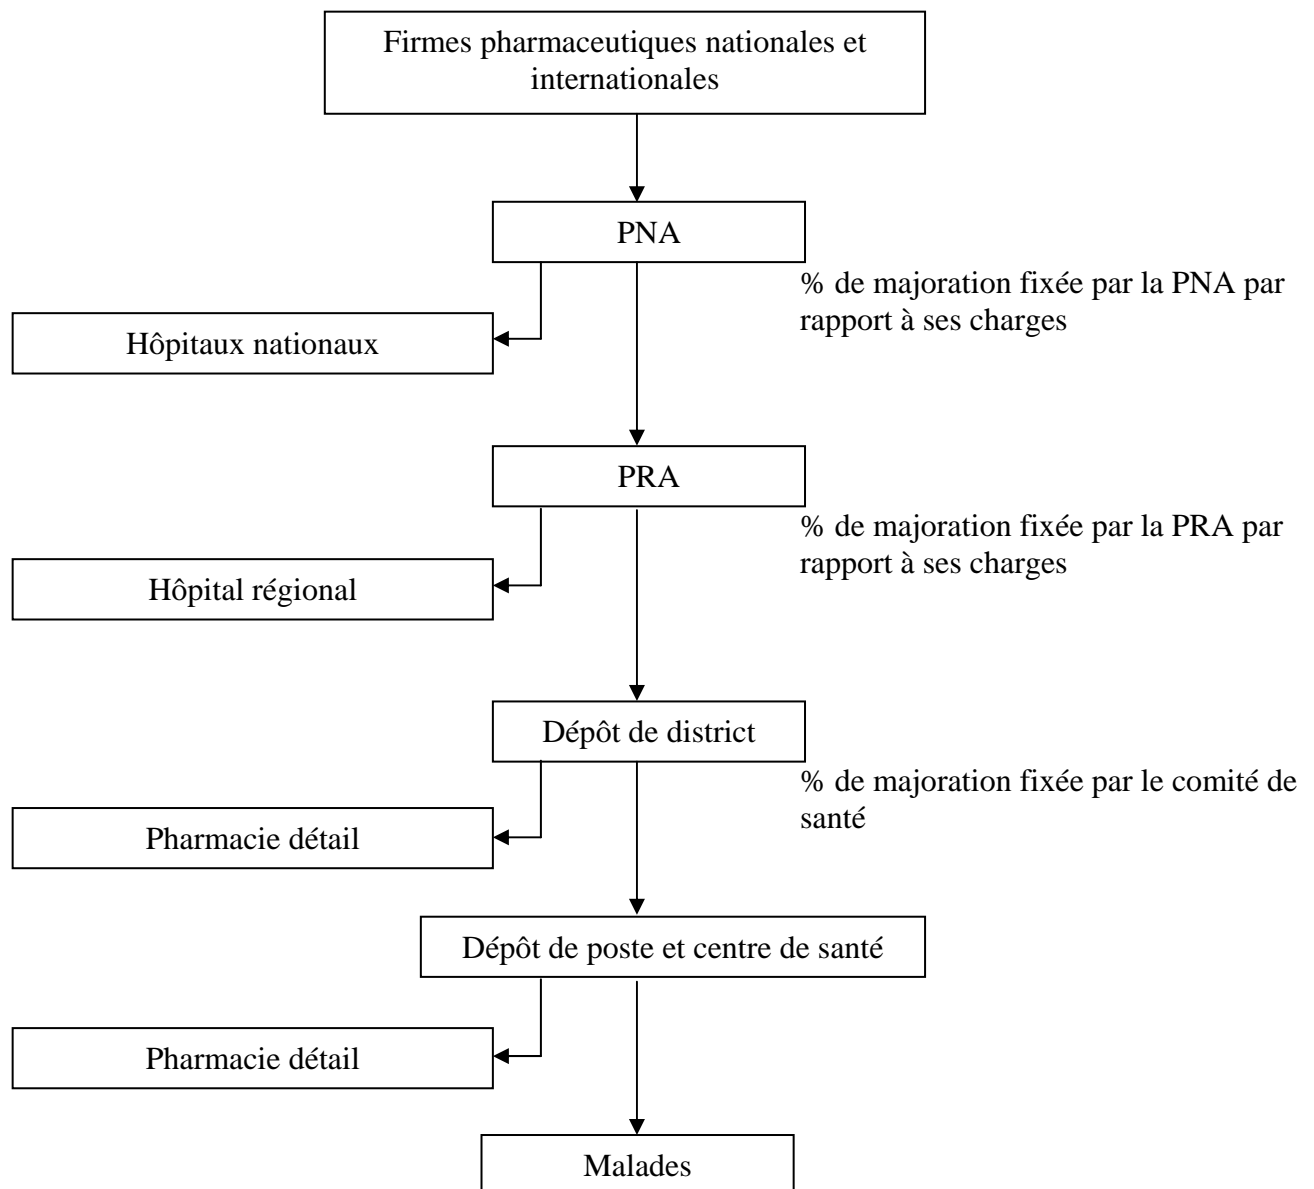 Firmes pharmaceutiques nationales et
internationales
PNA
% de majoration fixée par la PNA par
rapport à ses charges
Hôpitaux nationaux
PRA
% de majoration fixée par la PRA par
rapport à ses charges
Hôpital régional
Dépôt de district
% de majoration fixée par le comité de
santé
Pharmacie détail
Dépôt de poste et centre de santé
Pharmacie détail
Malades